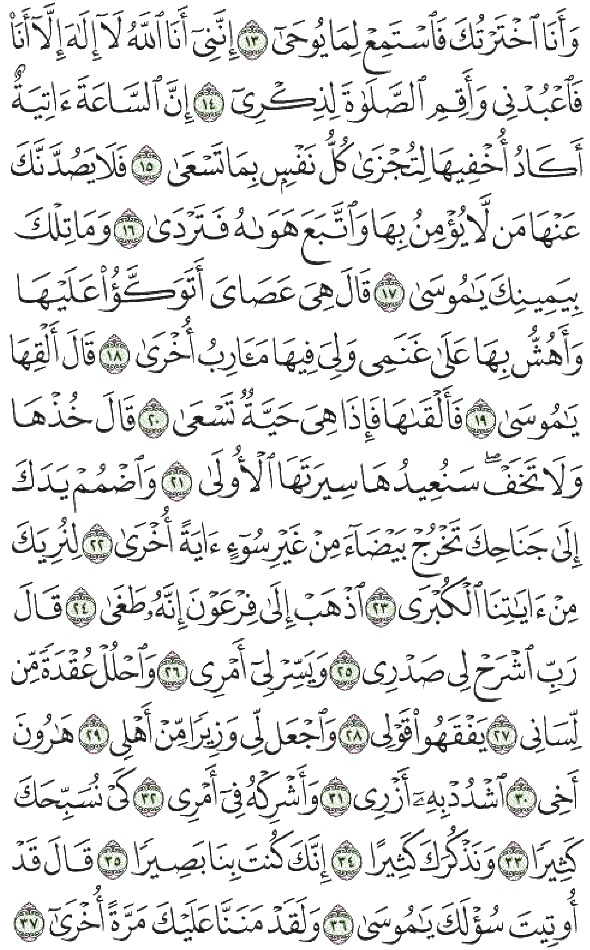 وَأَنَا ٱخْتَرْتُكَ فَٱسْتَمِعْ لِمَا يُوحَىٰٓ ١٣ إِنَّنِىٓ أَنَا ٱللَّهُ لَآ إِلَٰهَ إِلَّآ أَنَا۠
فَٱعْبُدْنِى وَأَقِمِ ٱلصَّلَوٰةَ لِذِكْرِىٓ ١٤ إِنَّ ٱلسَّاعَةَ ءَاتِيَةٌ
أَكَادُ أُخْفِيهَا لِتُجْزَىٰ كُلُّ نَفْسٍۭ بِمَا تَسْعَىٰ ١٥ فَلَا يَصُدَّنَّكَ
عَنْهَا مَن لَّا يُؤْمِنُ بِهَا وَٱتَّبَعَ هَوَىٰهُ فَتَرْدَىٰ ١٦ وَمَا تِلْكَ
بِيَمِينِكَ يَٰمُوسَىٰ ١٧ قَالَ هِىَ عَصَاىَ أَتَوَكَّؤُا۟ عَلَيْهَا
وَأَهُشُّ بِهَا عَلَىٰ غَنَمِى وَلِىَ فِيهَا مَـَٔارِبُ أُخْرَىٰ ١٨ قَالَ أَلْقِهَا
يَٰمُوسَىٰ ١٩ فَأَلْقَىٰهَا فَإِذَا هِىَ حَيَّةٌ تَسْعَىٰ ٢٠ قَالَ خُذْهَا
وَلَا تَخَفْ ۖ سَنُعِيدُهَا سِيرَتَهَا ٱلْأُولَىٰ ٢١ وَٱضْمُمْ يَدَكَ
إِلَىٰ جَنَاحِكَ تَخْرُجْ بَيْضَآءَ مِنْ غَيْرِ سُوٓءٍ ءَايَةً أُخْرَىٰ ٢٢ لِنُرِيَكَ
مِنْ ءَايَٰتِنَا ٱلْكُبْرَى ٢٣ ٱذْهَبْ إِلَىٰ فِرْعَوْنَ إِنَّهُۥ طَغَىٰ ٢٤ قَالَ
رَبِّ ٱشْرَحْ لِى صَدْرِى ٢٥ وَيَسِّرْ لِىٓ أَمْرِى ٢٦ وَٱحْلُلْ عُقْدَةً مِّن
لِّسَانِى ٢٧ يَفْقَهُوا۟ قَوْلِى ٢٨ وَٱجْعَل لِّى وَزِيرًا مِّنْ أَهْلِى ٢٩ هَٰرُونَ
أَخِى ٣٠ ٱشْدُدْ بِهِۦٓ أَزْرِى ٣١ وَأَشْرِكْهُ فِىٓ أَمْرِى ٣٢ كَىْ نُسَبِّحَكَ
كَثِيرًا ٣٣ وَنَذْكُرَكَ كَثِيرًا ٣٤ إِنَّكَ كُنتَ بِنَا بَصِيرًا ٣٥ قَالَ قَدْ
أُوتِيتَ سُؤْلَكَ يَٰمُوسَىٰ ٣٦ وَلَقَدْ مَنَنَّا عَلَيْكَ مَرَّةً أُخْرَىٰٓ ٣٧